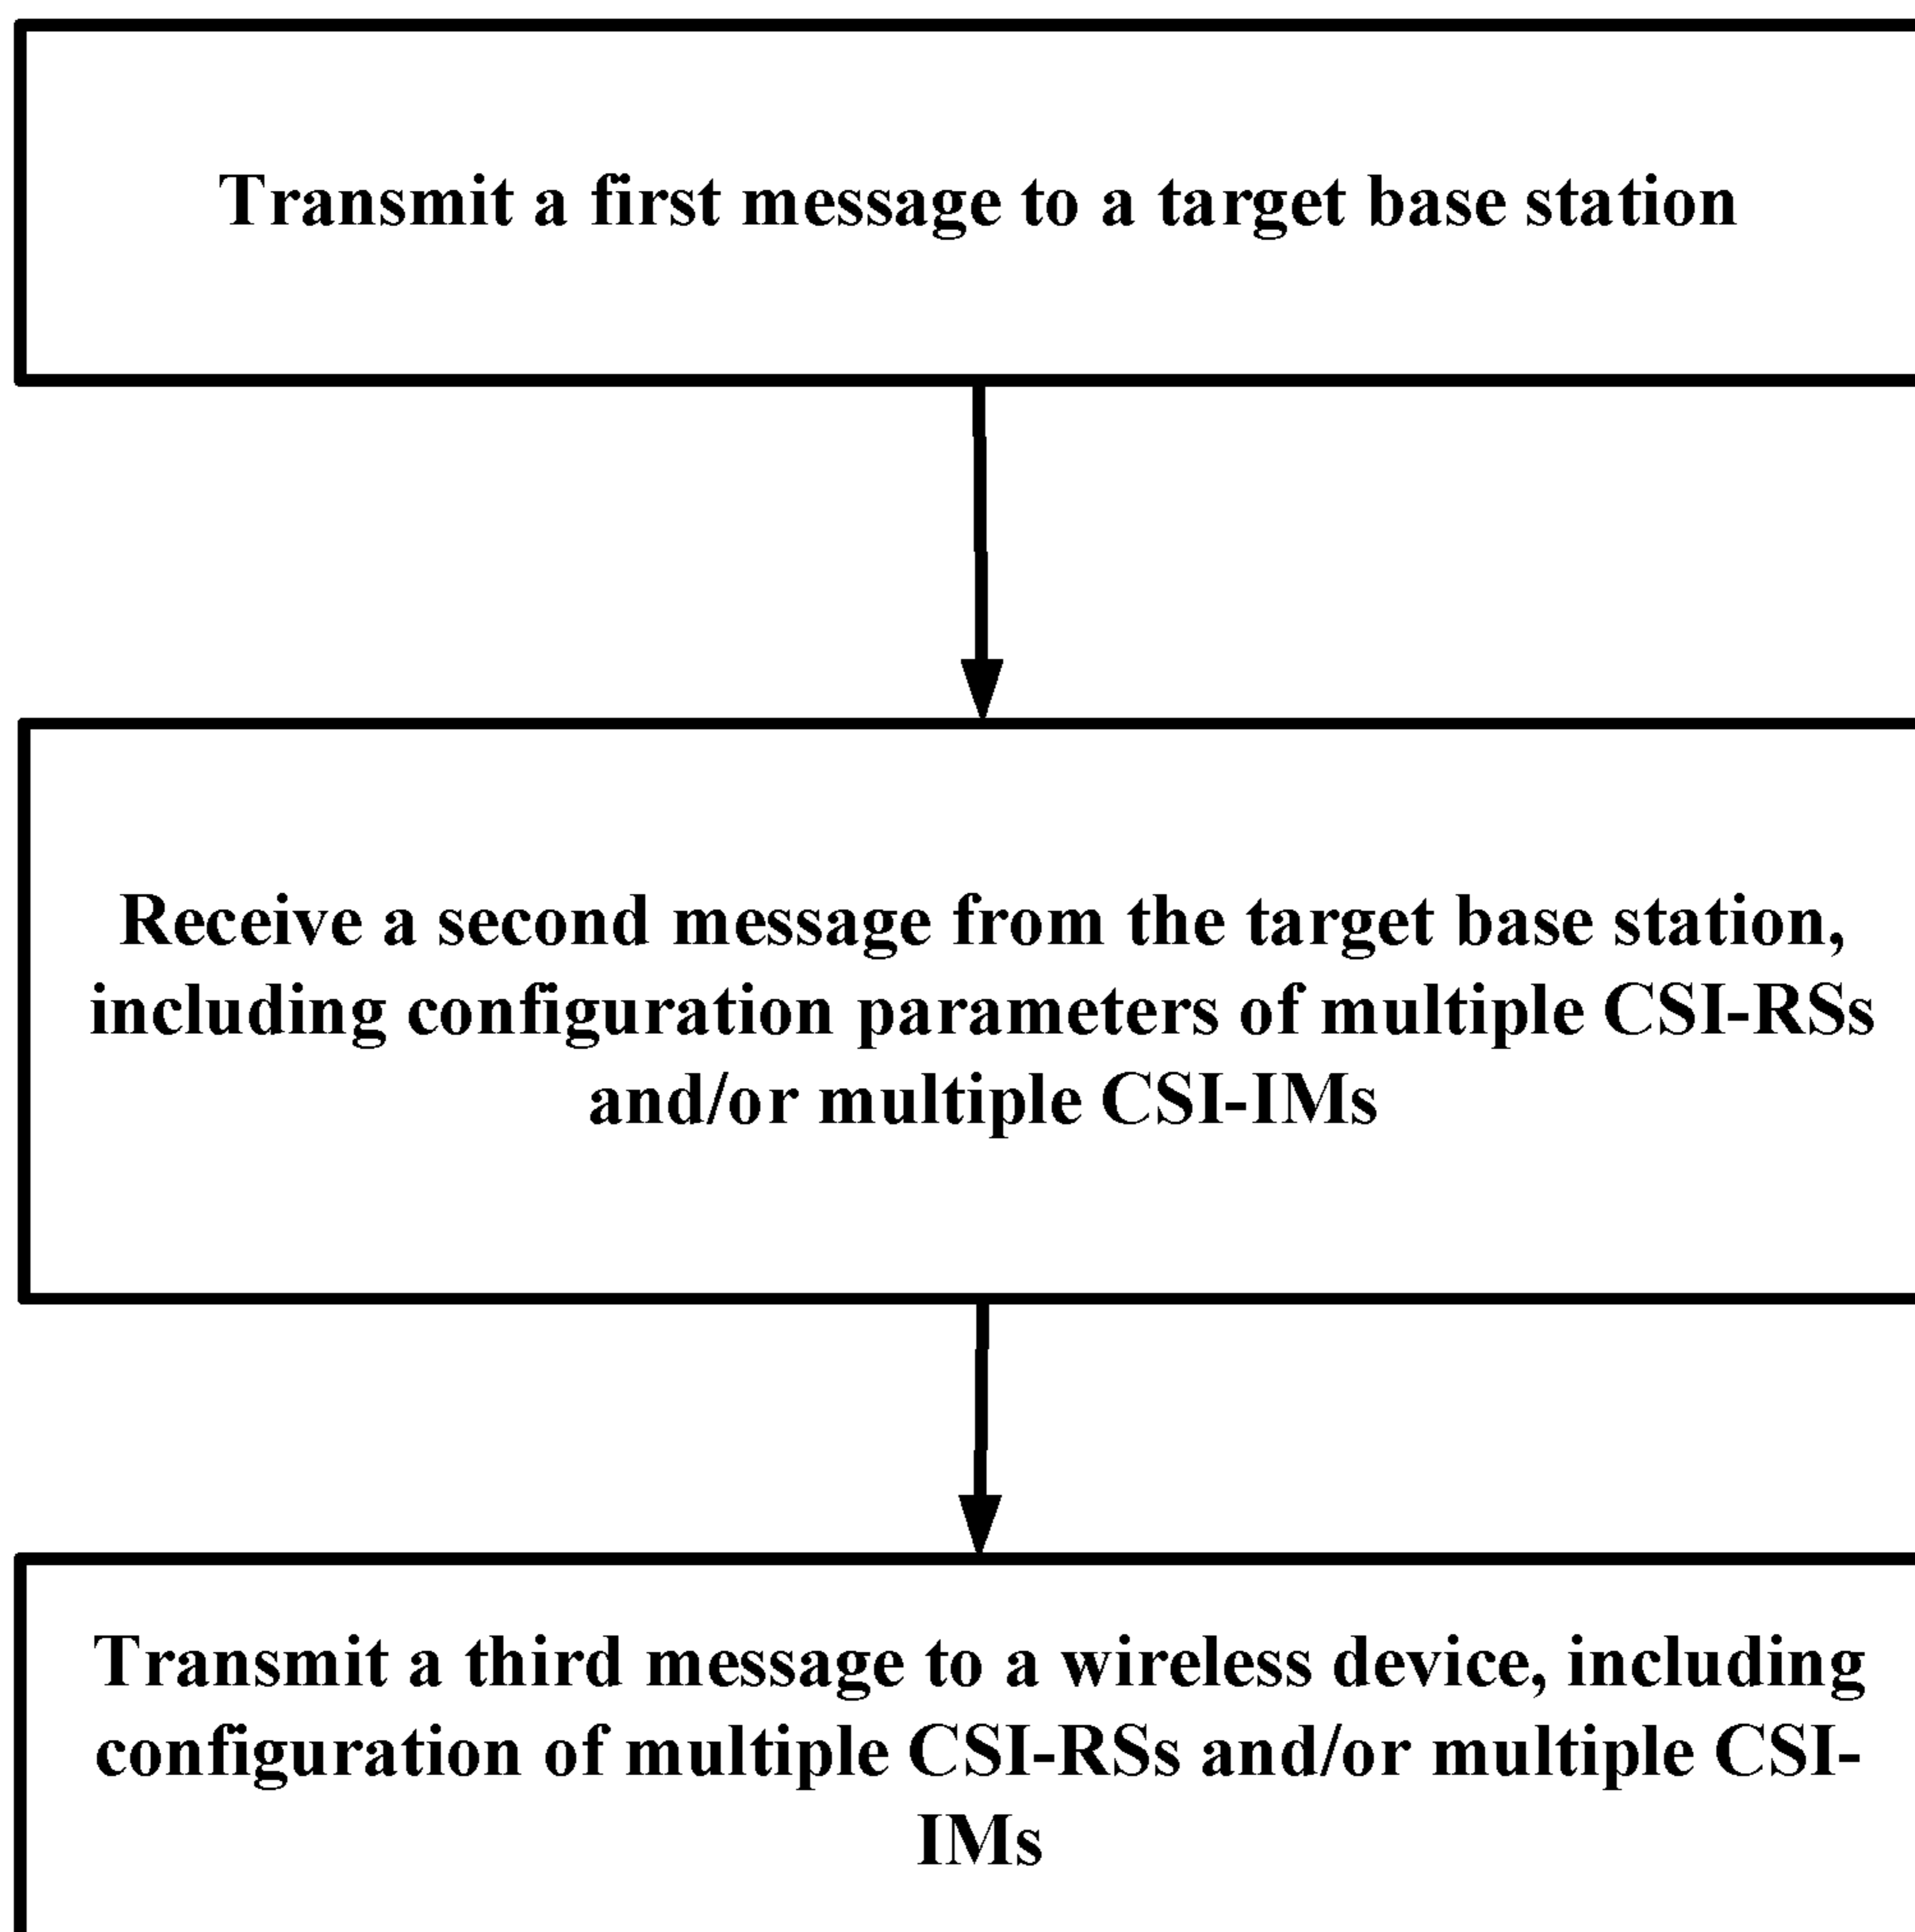 Transmit a first message to a target base station
Receive a second message from the target base station,
including configuration parameters of multiple CSI-RSs
and/or multiple CSI-IMs
Transmit a third message to a wireless device, including
configuration of multiple CSI-RSs and/or multiple CSI-
IMs